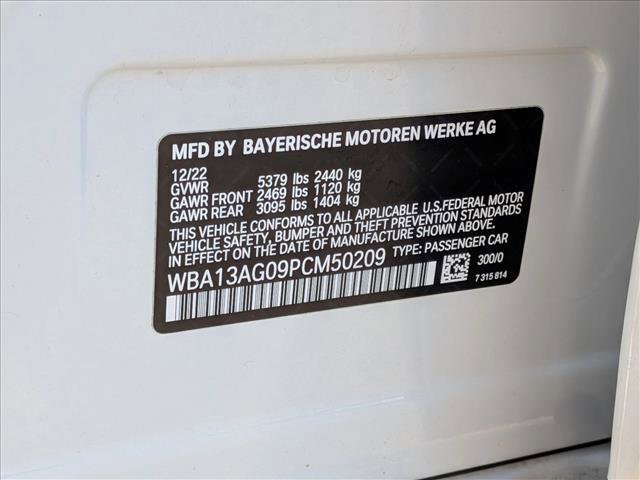 MFD BY BAYERISCHE MOTOREN WERKE AG
12/22
GVWR 5379 lbs 2440 kg
GAWR FRONT 2469 lbs 1120 kg
GAWR REAR 3095 lbs 1404 kg
THIS VEHICLE CONFORMS TO ALL APPLICABLE U.S.FEDERAL MOTOR
VEHICLE SAFETY, BUMPER AND THEFT PREVENTION STANDARDS
IN EFFECT ON THE DATE OF MANUFACTURE SHOWN ABOVE.
WBA13AG09PCM50209 TYPE: PASSENGER CAR
300/0
7 315 814